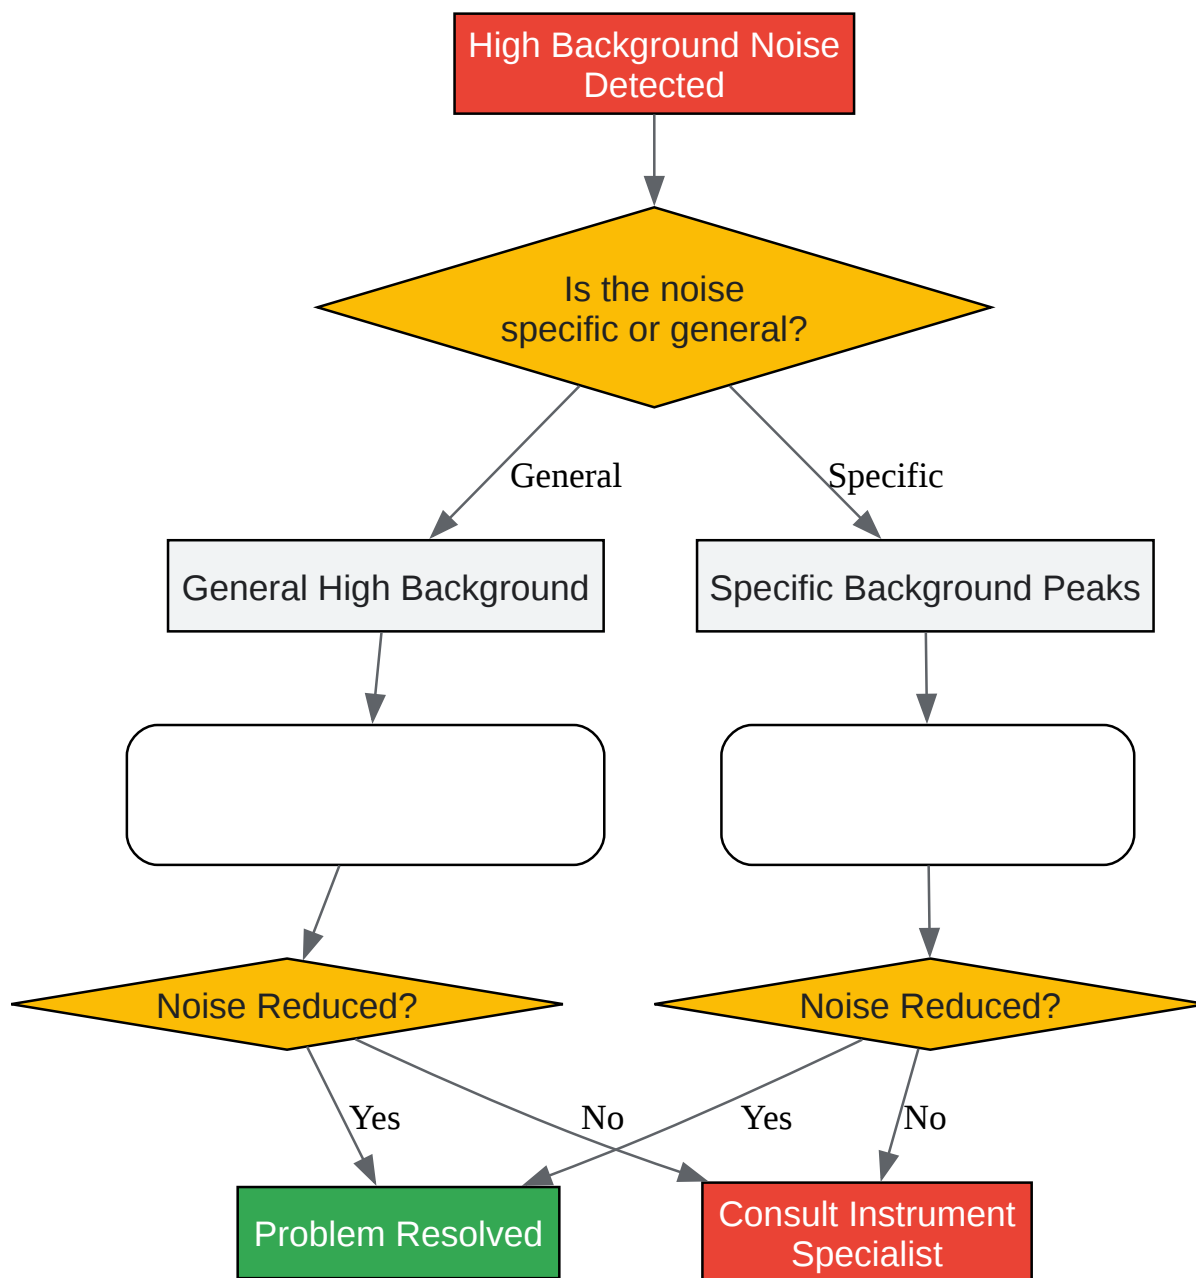 High Background Noise
Detected
Is the noise
specific or general?
General
Specific
General High Background
Specific Background Peaks
Noise Reduced?
Noise Reduced?
Yes
No
Yes
No
Problem Resolved
Consult Instrument
Specialist